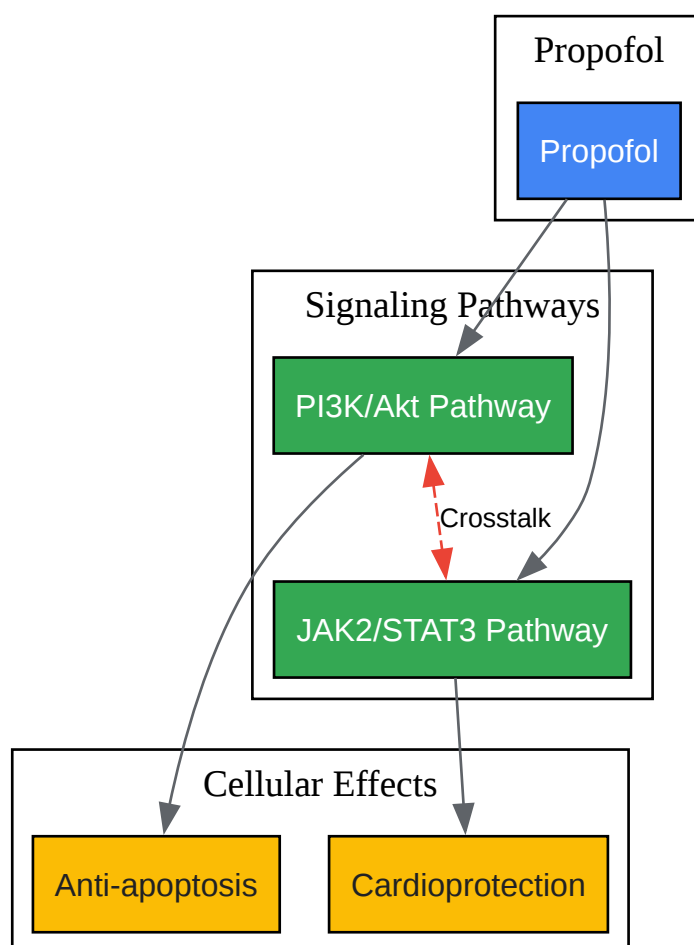 Propofol
Propofol
Signaling Pathways
PI3K/Akt Pathway
Crosstalk
JAK2/STAT3 Pathway
Cellular Effects
Anti-apoptosis
Cardioprotection